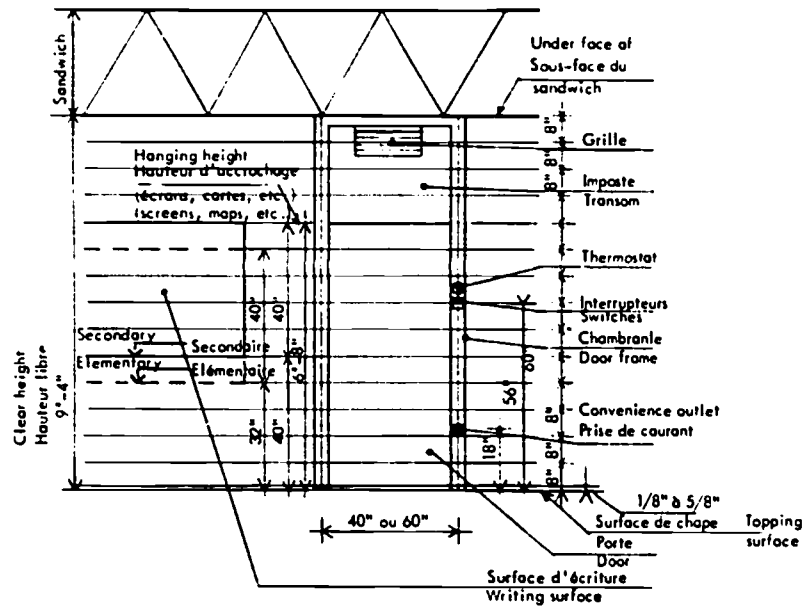 Sandwich
Under face of
Sous-face du
sandwich
8"
Grille
8"
8"
Imposte
Transom
Hanging height
Hauteur d'accrochage
(écrans, cartes, etc.)
(screens, maps, etc...)
Thermostat
Interrupteurs
Switches
Chambranle
Door frame
40"
40"
6'-8"
Secondary
Secondaire
Elementary
Elémentaire
60"
56"
Clear height
Hauteur libre
9'-4"
32"
40"
18"
8"
8"
8"
8"
Convenience outlet
Prise de courant
1/8" à 5/8"
40" ou 60"
Surface de chape
Topping
surface
Porte
Door
Surface d'écriture
Writing surface